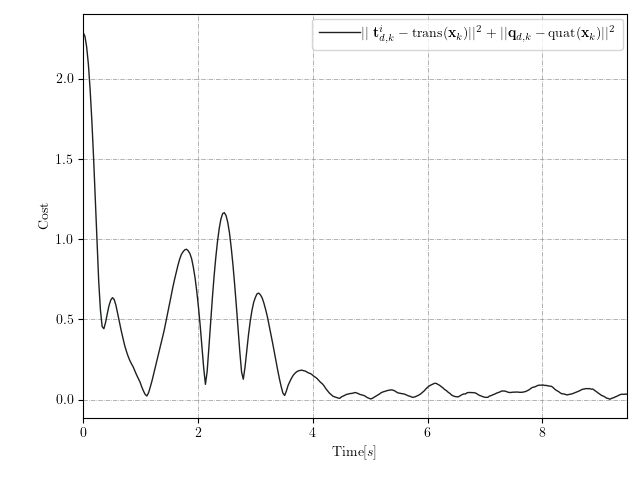 || t^i_{d,k} − trans(x_k)||² + ||q_{d,k} − quat(x_k)||²
2.0
1.5
Cost
1.0
0.5
0.0
0 2 4 6 8
Time[s]